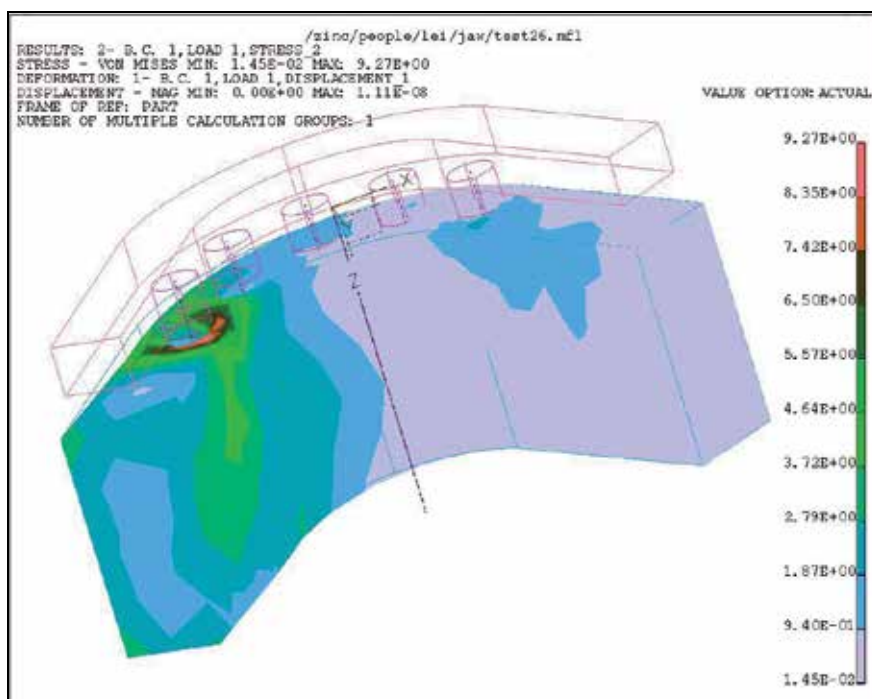 /zinc/people/lei/jaw/test26.mf1
RESULTS: 2- B.C. 1,LOAD 1,STRESS_2
STRESS - VON MISES MIN: 1.45E-02 MAX: 9.27E+00
DEFORMATION: 1- B.C. 1,LOAD 1,DISPLACEMENT_1
DISPLACEMENT - MAG MIN: 0.00E+00 MAX: 1.11E-08
FRAME OF REF: PART
NUMBER OF MULTIPLE CALCULATION GROUPS: 1
VALUE OPTION:ACTUAL
9.27E+00
8.35E+00
7.42E+00
6.50E+00
5.57E+00
4.64E+00
3.72E+00
2.79E+00
1.87E+00
9.40E-01
1.45E-02
X
Y
Z